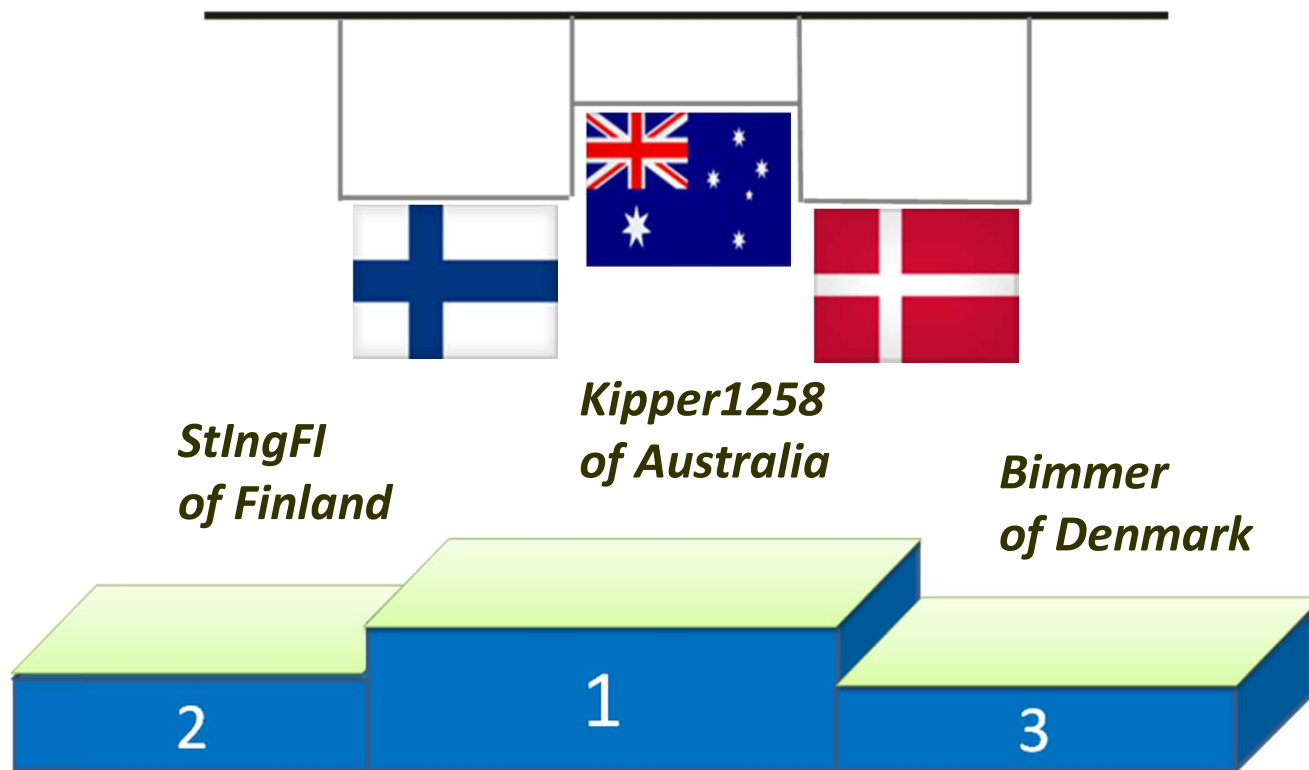 StIngFI
of Finland
Kipper1258
of Australia
Bimmer
of Denmark
2
1
3